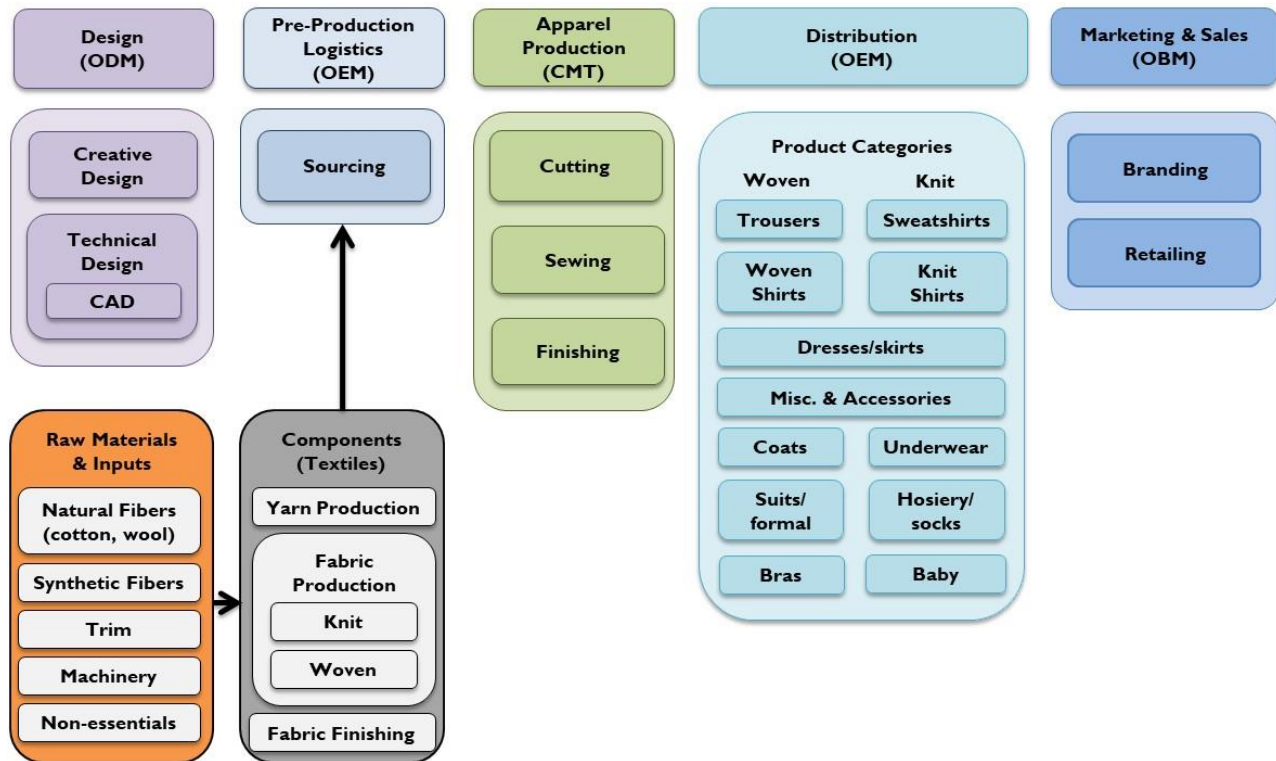 Design
(ODM)
Pre-Production
Logistics
(OEM)
Apparel
Production
(CMT)
Distribution
(OEM)
Marketing & Sales
(OBM)
Creative
Design
Technical
Design
CAD
Sourcing
Cutting
Sewing
Finishing
Product Categories
Woven
Knit
Trousers
Sweatshirts
Woven
Shirts
Knit
Shirts
Dresses/skirts
Misc. & Accessories
Coats
Underwear
Suits/
formal
Hosiery/
socks
Bras
Baby
Branding
Retailing
Raw Materials
& Inputs
Natural Fibers
(cotton, wool)
Synthetic Fibers
Trim
Machinery
Non-essentials
Components
(Textiles)
Yarn Production
Fabric
Production
Knit
Woven
Fabric Finishing